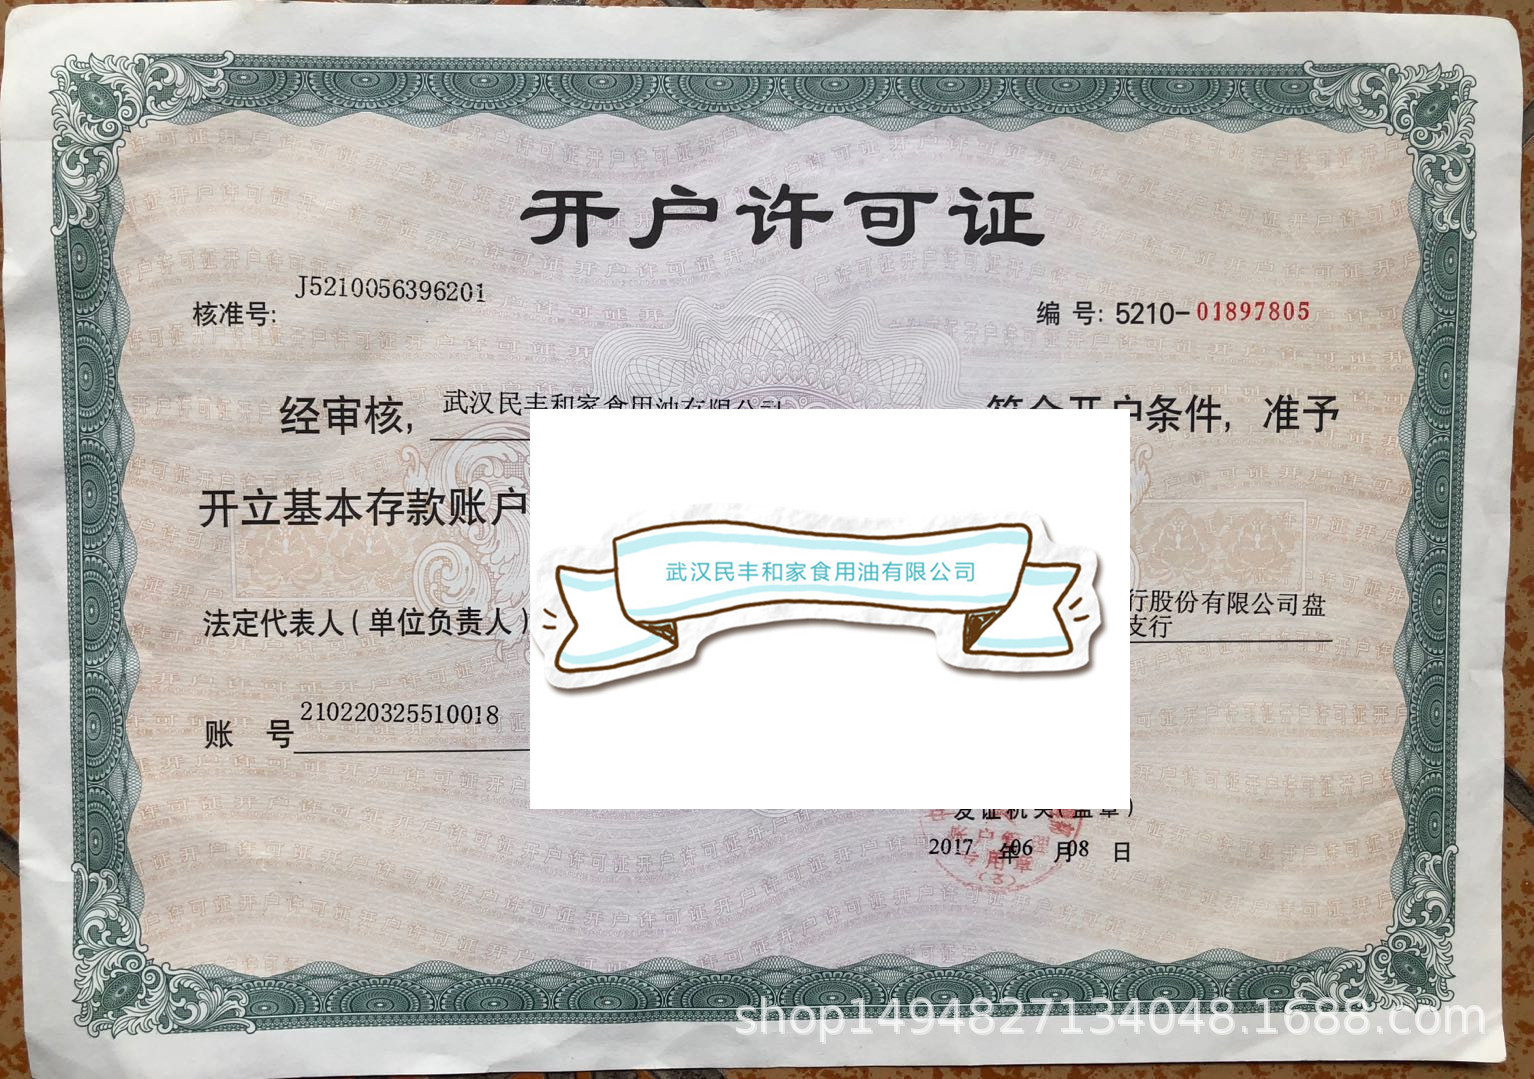 开户许可证
J5210056396201
核准号:
编 号: 5210-01897805
经审核, 武汉民丰和家食用油有限公司 符合开户条件, 准予
开立基本存款账户
武汉民丰和家食用油有限公司
法定代表人(单位负责人)
行股份有限公司盘
支行
账 号 210220325510018
发证机关(盖章)
2017 年 06 月 08 日
专用章
(3)
shop1494827134048.1688.com